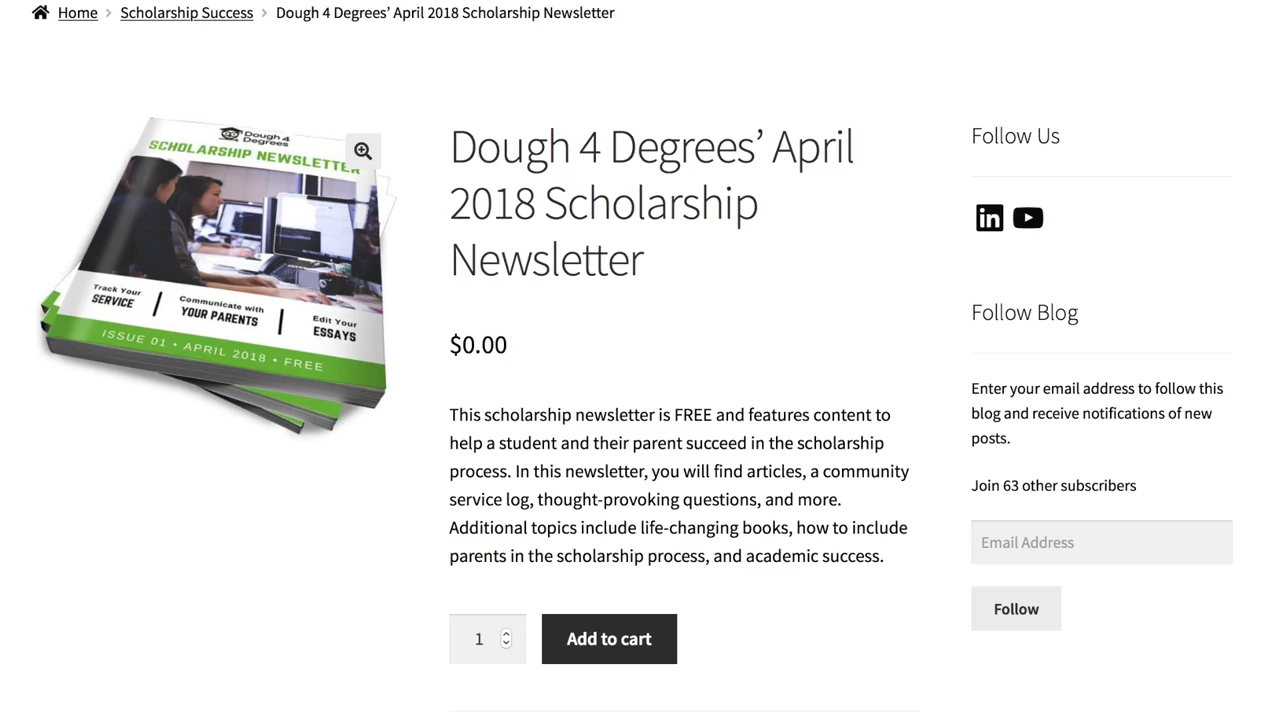 Home > Scholarship Success > Dough 4 Degrees’ April 2018 Scholarship Newsletter
Dough 4
Degrees
SCHOLARSHIP NEWSLETTER
Track Your
SERVICE
Communicate with
YOUR PARENTS
Edit Your
ESSAYS
ISSUE 01 • APRIL 2018 • FREE
Dough 4 Degrees’ April
2018 Scholarship
Newsletter
$0.00
This scholarship newsletter is FREE and features content to
help a student and their parent succeed in the scholarship
process. In this newsletter, you will find articles, a community
service log, thought-provoking questions, and more.
Additional topics include life-changing books, how to include
parents in the scholarship process, and academic success.
1
Add to cart
Follow Us
in
Follow Blog
Enter your email address to follow this
blog and receive notifications of new
posts.
Join 63 other subscribers
Email Address
Follow